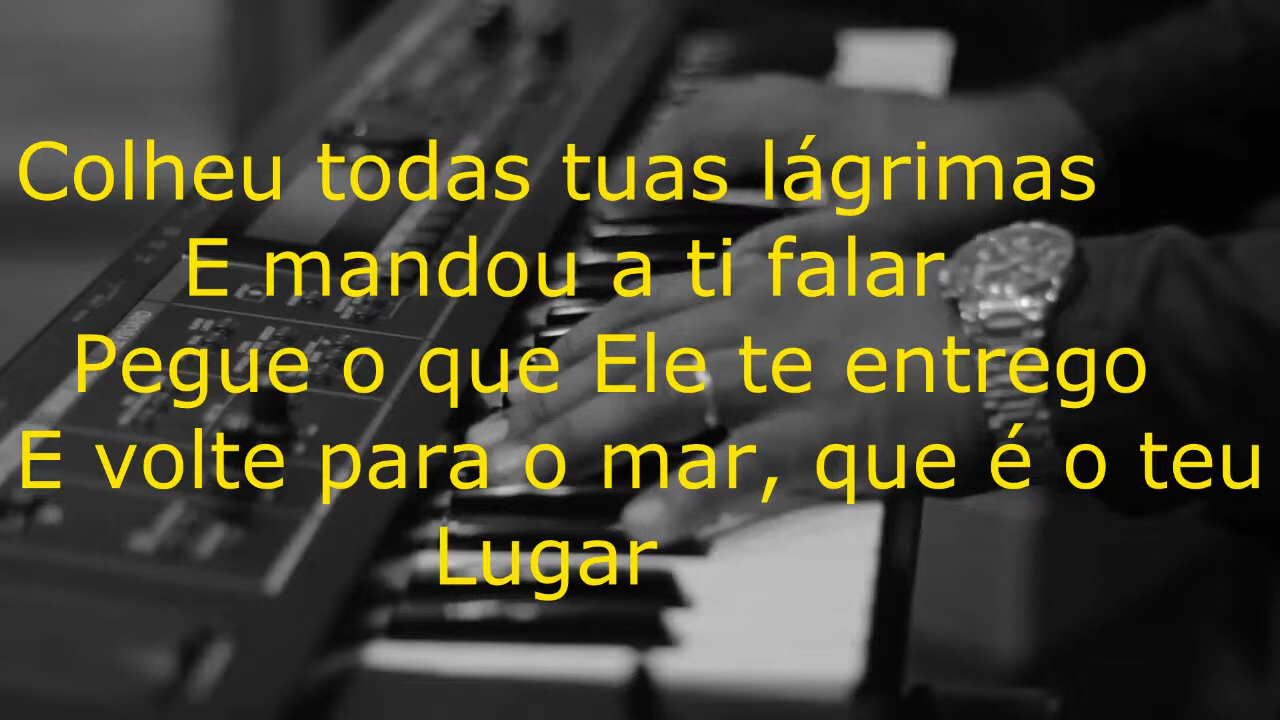 Colheu todas tuas lágrimas
E mandou a ti falar
Pegue o que Ele te entrego
E volte para o mar, que é o teu
Lugar